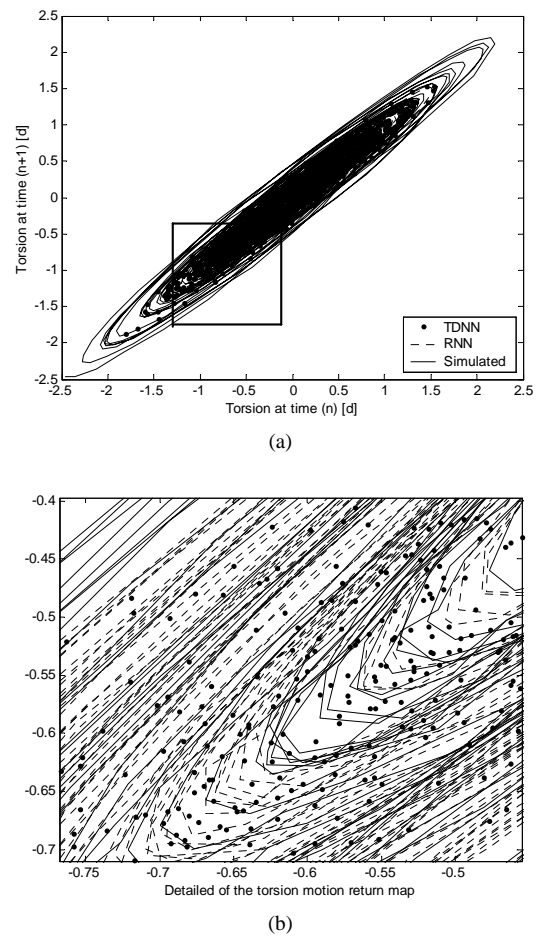 2.5
2
1.5
1
0.5
0
-0.5
-1
-1.5
-2
-2.5
Torsion at time (n+1) [d]
TDNN
RNN
Simulated
-2.5 -2 -1.5 -1 -0.5 0 0.5 1 1.5 2 2.5
Torsion at time (n) [d]
(a)
-0.4
-0.45
-0.5
-0.55
-0.6
-0.65
-0.7
-0.75 -0.7 -0.65 -0.6 -0.55 -0.5
Detailed of the torsion motion return map
(b)